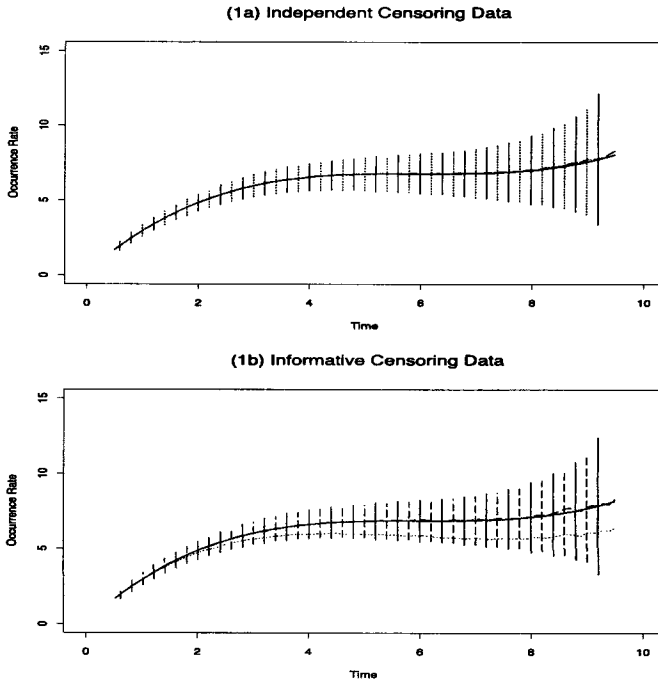 (1a) Independent Censoring Data
15
10
5
0
Occurrence Rate
0 2 4 6 8 10
Time
(1b) Informative Censoring Data
15
10
5
0
Occurrence Rate
0 2 4 6 8 10
Time